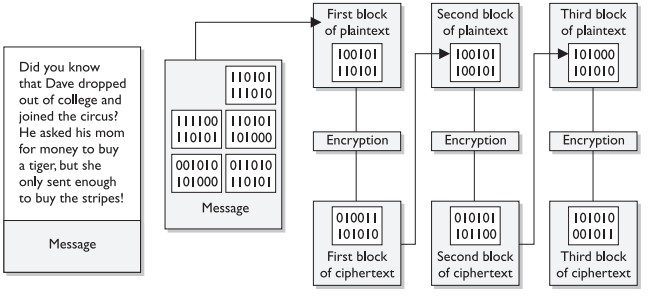 Did you know
that Dave dropped
out of college and
joined the circus?
He asked his mom
for money to buy
a tiger, but she
only sent enough
to buy the stripes!
Message
110101
111010
111100
110101
110101
101000
001010
101000
011010
110101
Message
First block
of plaintext
100101
110101
Encryption
010011
101010
First block
of ciphertext
Second block
of plaintext
100101
100101
Encryption
010101
101100
Second block
of ciphertext
Third block
of plaintext
101000
101010
Encryption
101010
001011
Third block
of ciphertext